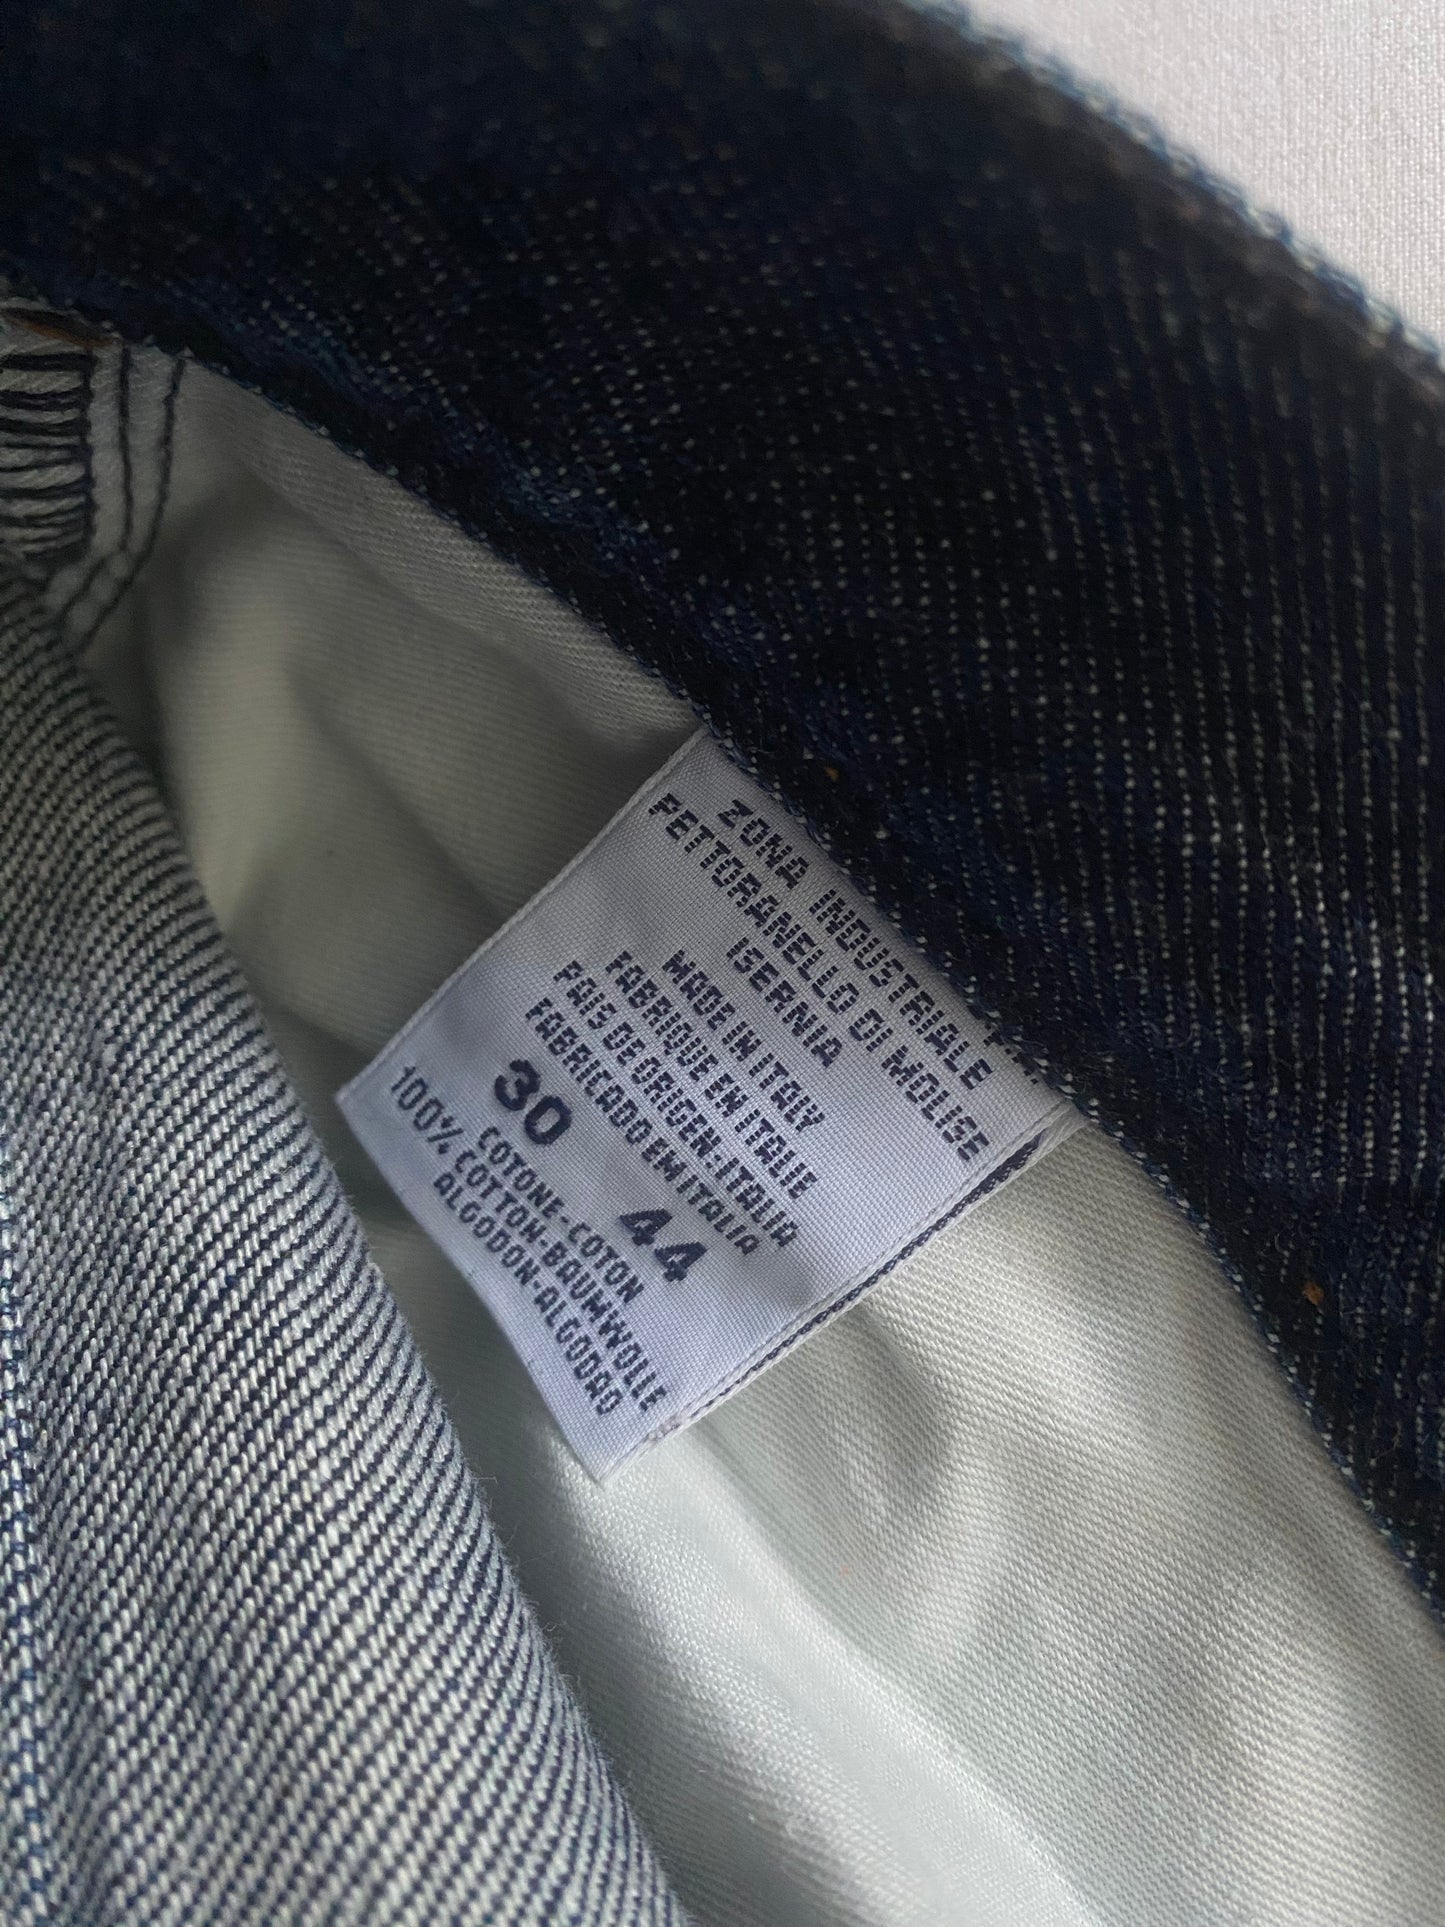 ZONA INDUSTRIALE
PETTORANELLO DI MOLISE
ISERNIA
MADE IN ITALY
FABRIQUE EN ITALIE
PAIS DE ORIGEN:ITALIA
FABRICADO EM ITALIA
30 44
COTONE-COTON
100% COTTON-BAUMWOLLE
ALGODON-ALGODAO